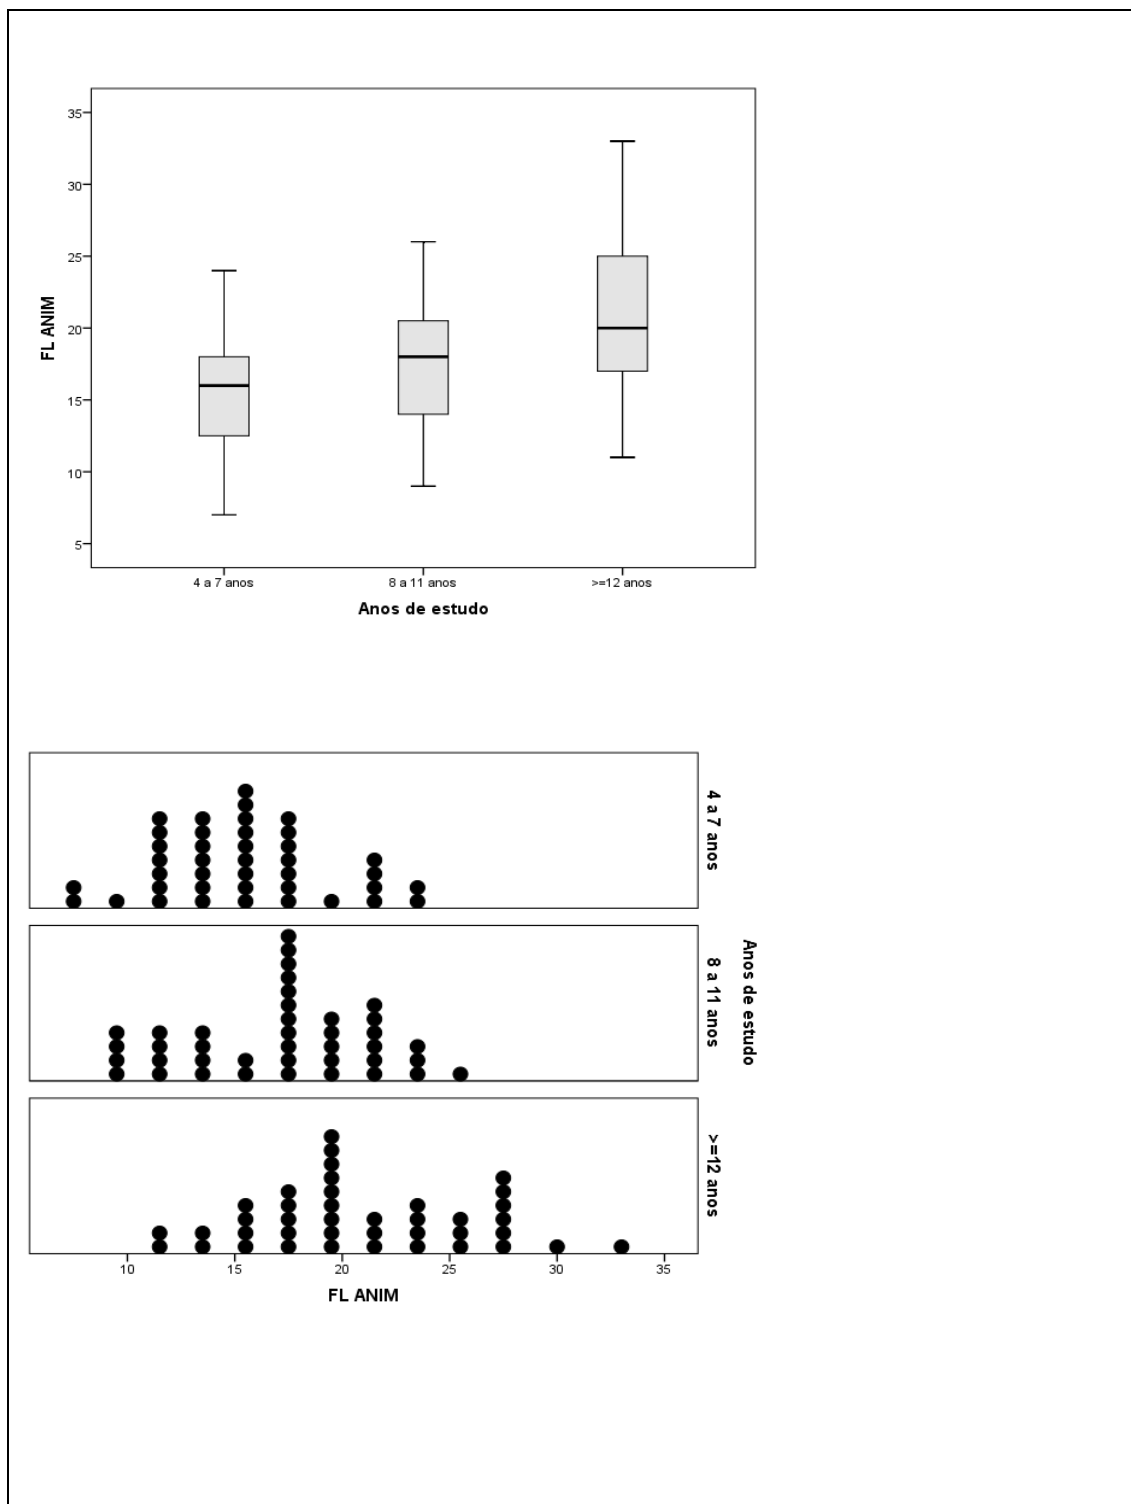 35
30
25
20
15
10
5
FL ANIM
4 a 7 anos 8 a 11 anos >=12 anos
Anos de estudo
4 a 7 anos
8 a 11 anos
>=12 anos
Anos de estudo
10 15 20 25 30 35
FL ANIM